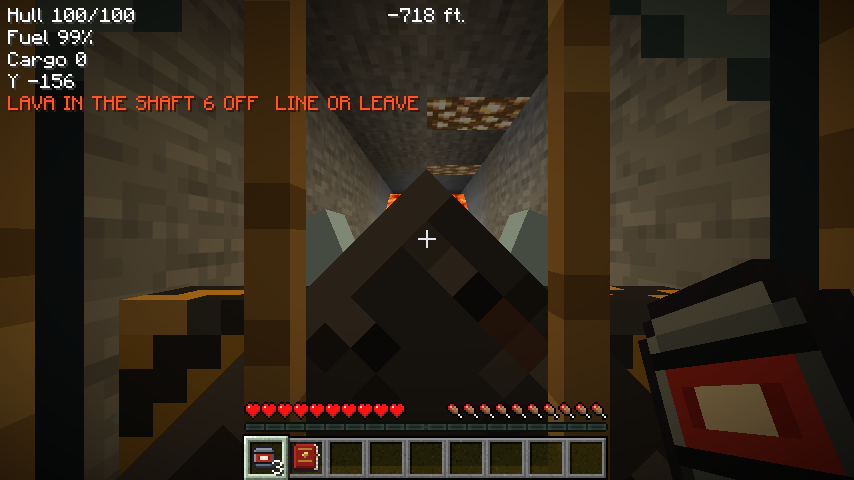 Hull 100/100
-718 ft.
Fuel 99%
Cargo 0
Y -156
LAVA IN THE SHAFT 6 OFF  LINE OR LEAVE
3